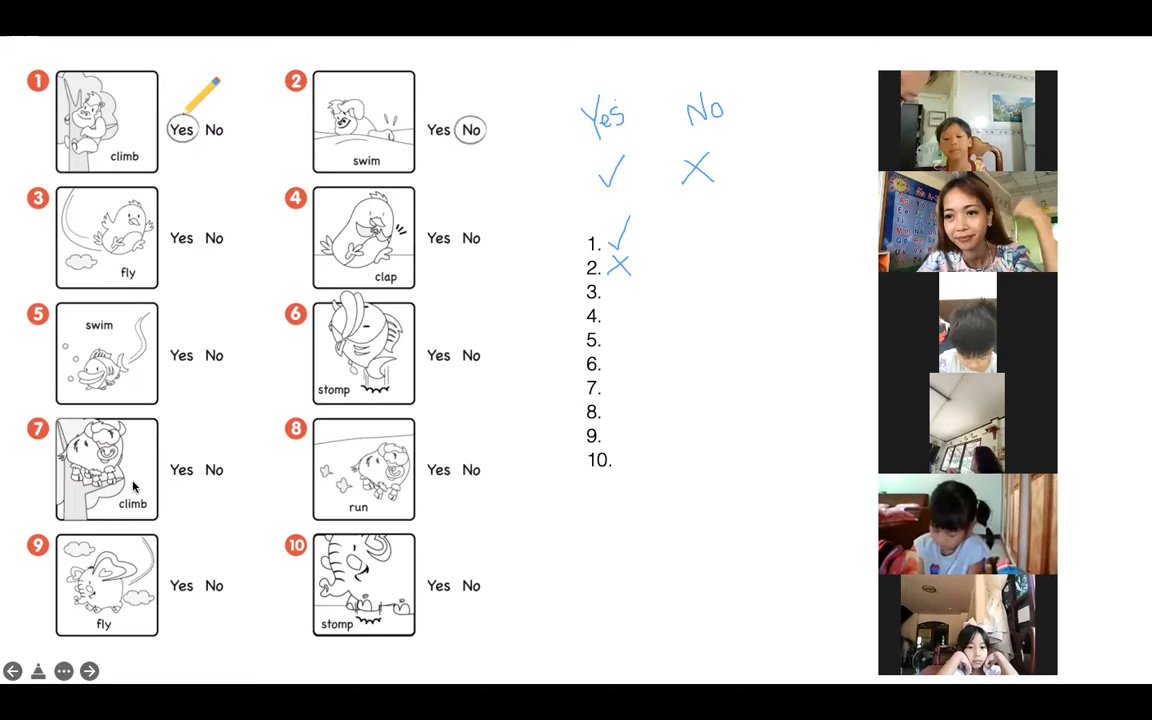 1
climb
Yes No
2
swim
Yes No
3
fly
Yes No
4
clap
Yes No
5
swim
Yes No
6
stomp
Yes No
7
climb
Yes No
8
run
Yes No
9
fly
Yes No
10
stomp
Yes No
Yes No
✓ X
1. ✓
2. X
3.
4.
5.
6.
7.
8.
9.
10.